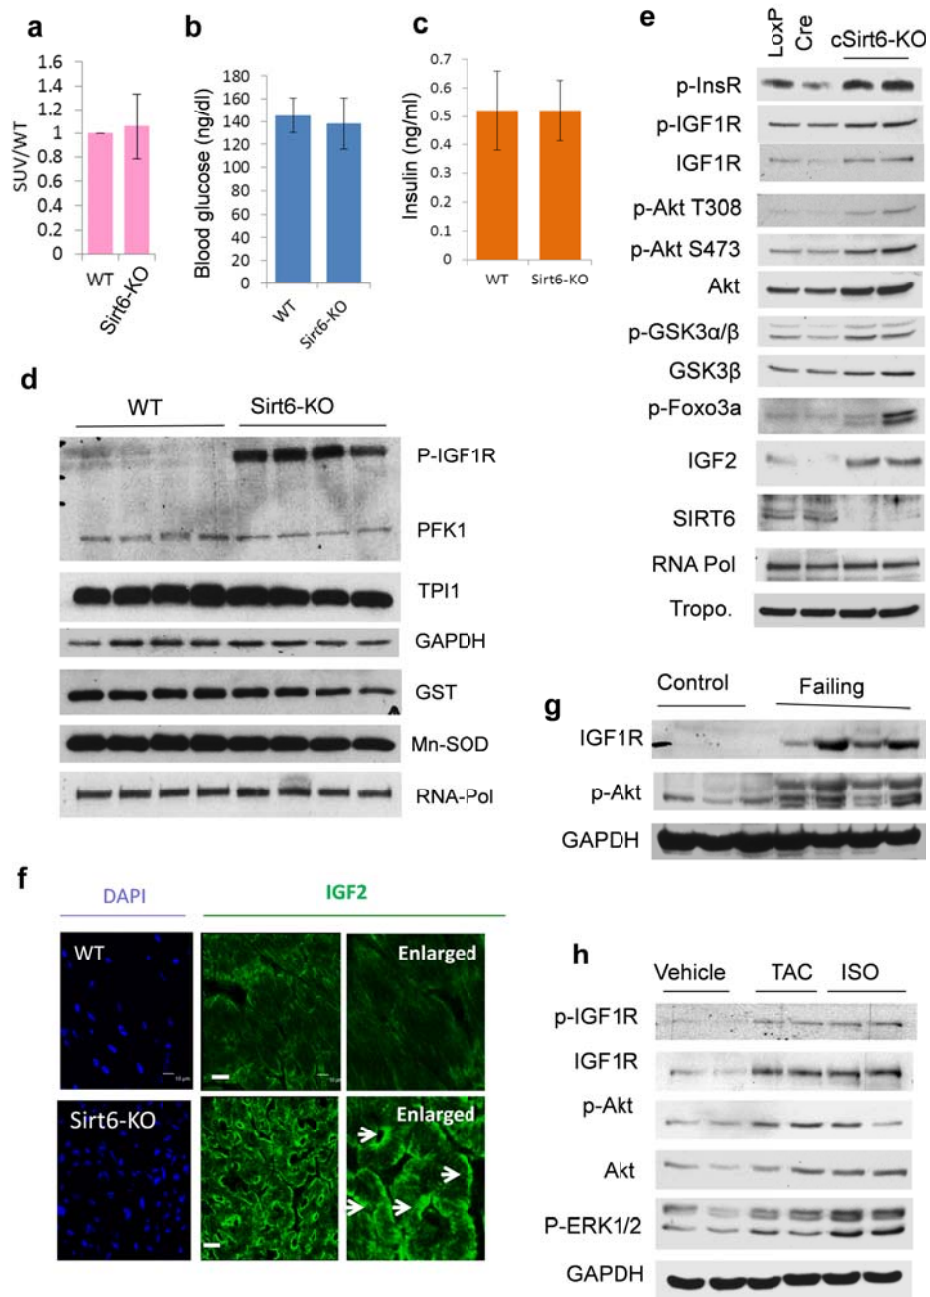 a
SUV/WT
1.6
1.4
1.2
1
0.8
0.6
0.4
0.2
0
WT
Sirt6-KO
b
Blood glucose (ng/dl)
180
160
140
120
100
80
60
40
20
0
WT
Sirt6-KO
c
Insulin (ng/ml)
0.7
0.6
0.5
0.4
0.3
0.2
0.1
0
WT
Sirt6-KO
d
WT Sirt6-KO
P-IGF1R
PFK1
TPI1
GAPDH
GST
Mn-SOD
RNA-Pol
e
LoxP
Cre
cSirt6-KO
p-InsR
p-IGF1R
IGF1R
p-Akt T308
p-Akt S473
Akt
p-GSK3α/β
GSK3β
p-Foxo3a
IGF2
SIRT6
RNA Pol
Tropo.
f
DAPI IGF2
WT
10 µm
10 µm
Enlarged
Sirt6-KO
Enlarged
g
Control Failing
IGF1R
p-Akt
GAPDH
h
Vehicle TAC ISO
p-IGF1R
IGF1R
p-Akt
Akt
P-ERK1/2
GAPDH